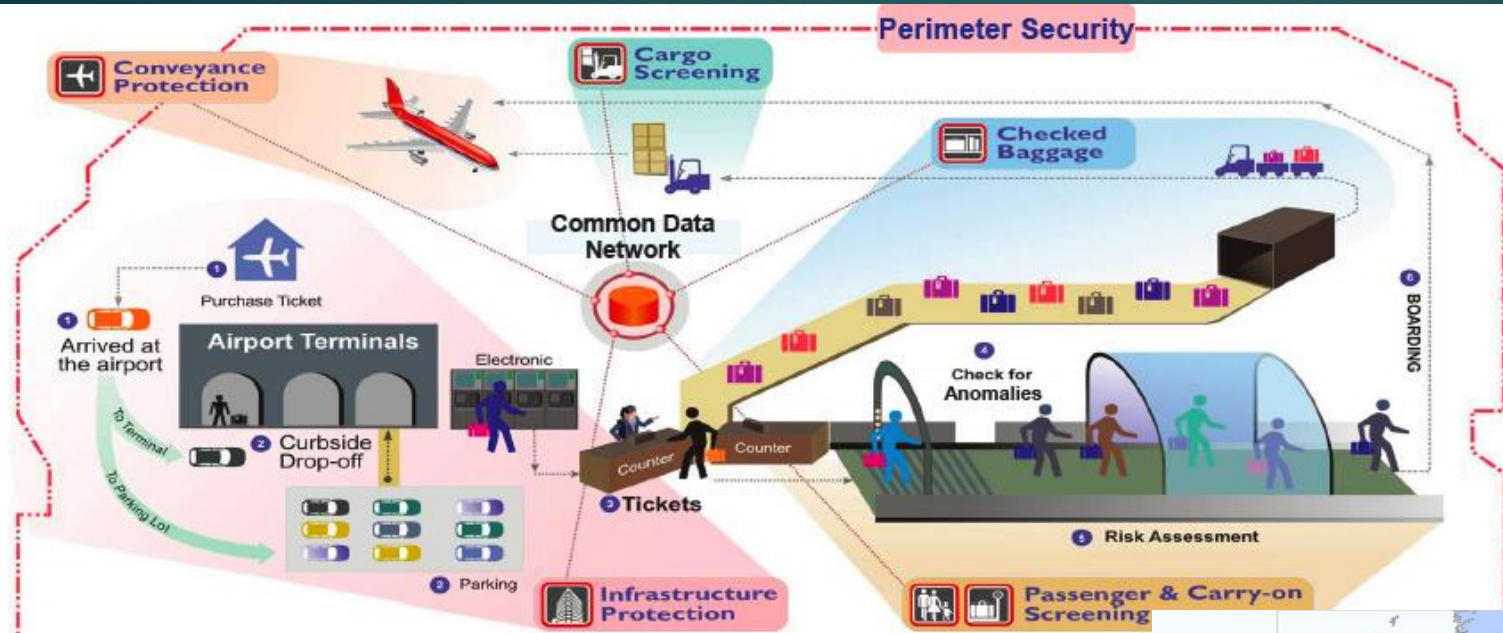 Perimeter Security
Conveyance
Protection
Cargo
Screening
Checked
Baggage
Common Data
Network
1
Purchase Ticket
1
Arrived at
the airport
Airport Terminals
Electronic
To Terminal
To Parking Lot
2 Curbside
Drop-off
2 Parking
Counter
Counter
3 Tickets
4
Check for
Anomalies
5 Risk Assessment
6 BOARDING
Infrastructure
Protection
Passenger & Carry-on
Screening